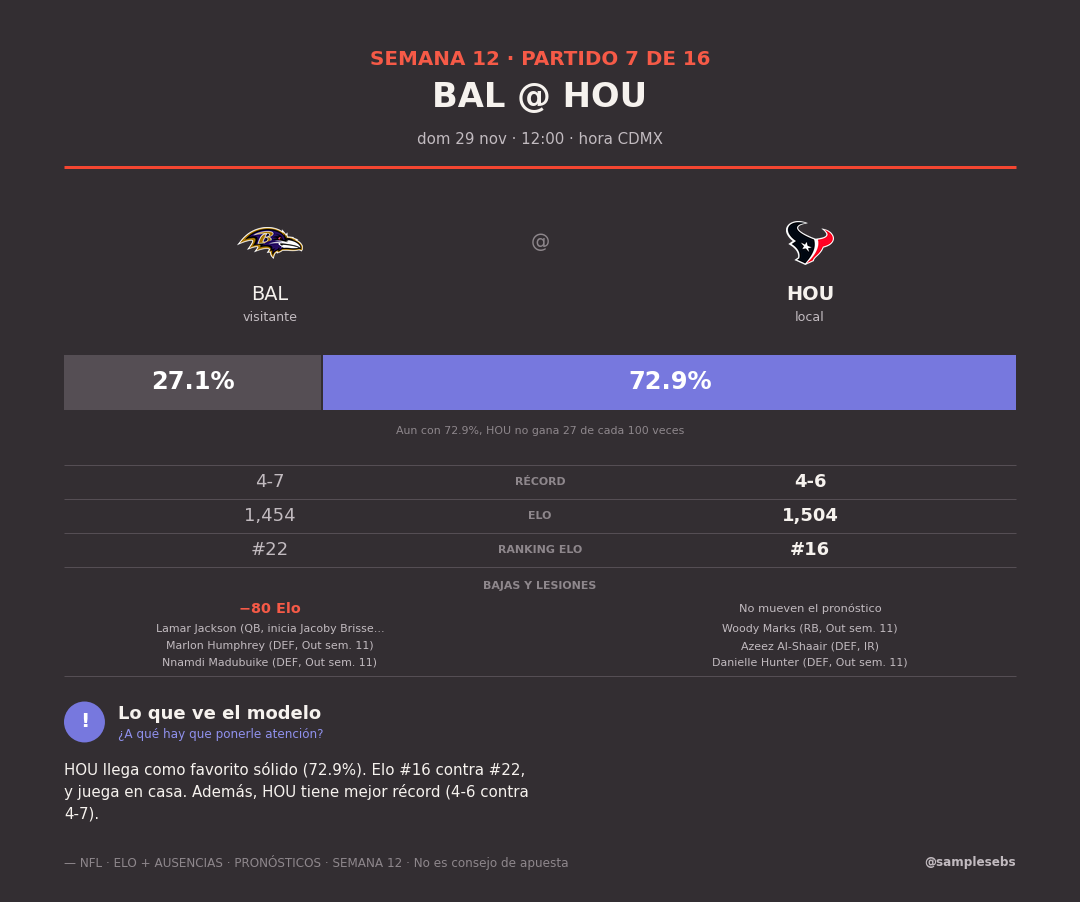 SEMANA 12 · PARTIDO 7 DE 16
BAL @ HOU
dom 29 nov · 12:00 · hora CDMX
@
BAL
HOU
visitante
local
27.1%
72.9%
Aun con 72.9%, HOU no gana 27 de cada 100 veces
4-7 RÉCORD 4-6
1,454 ELO 1,504
#22 RANKING ELO #16
BAJAS Y LESIONES
−80 Elo
No mueven el pronóstico
Lamar Jackson (QB, inicia Jacoby Brisse...
Woody Marks (RB, Out sem. 11)
Marlon Humphrey (DEF, Out sem. 11)
Azeez Al-Shaair (DEF, IR)
Nnamdi Madubuike (DEF, Out sem. 11)
Danielle Hunter (DEF, Out sem. 11)
! Lo que ve el modelo
¿A qué hay que ponerle atención?
HOU llega como favorito sólido (72.9%). Elo #16 contra #22,
y juega en casa. Además, HOU tiene mejor récord (4-6 contra
4-7).
— NFL · ELO + AUSENCIAS · PRONÓSTICOS · SEMANA 12 · No es consejo de apuesta
@samplesebs